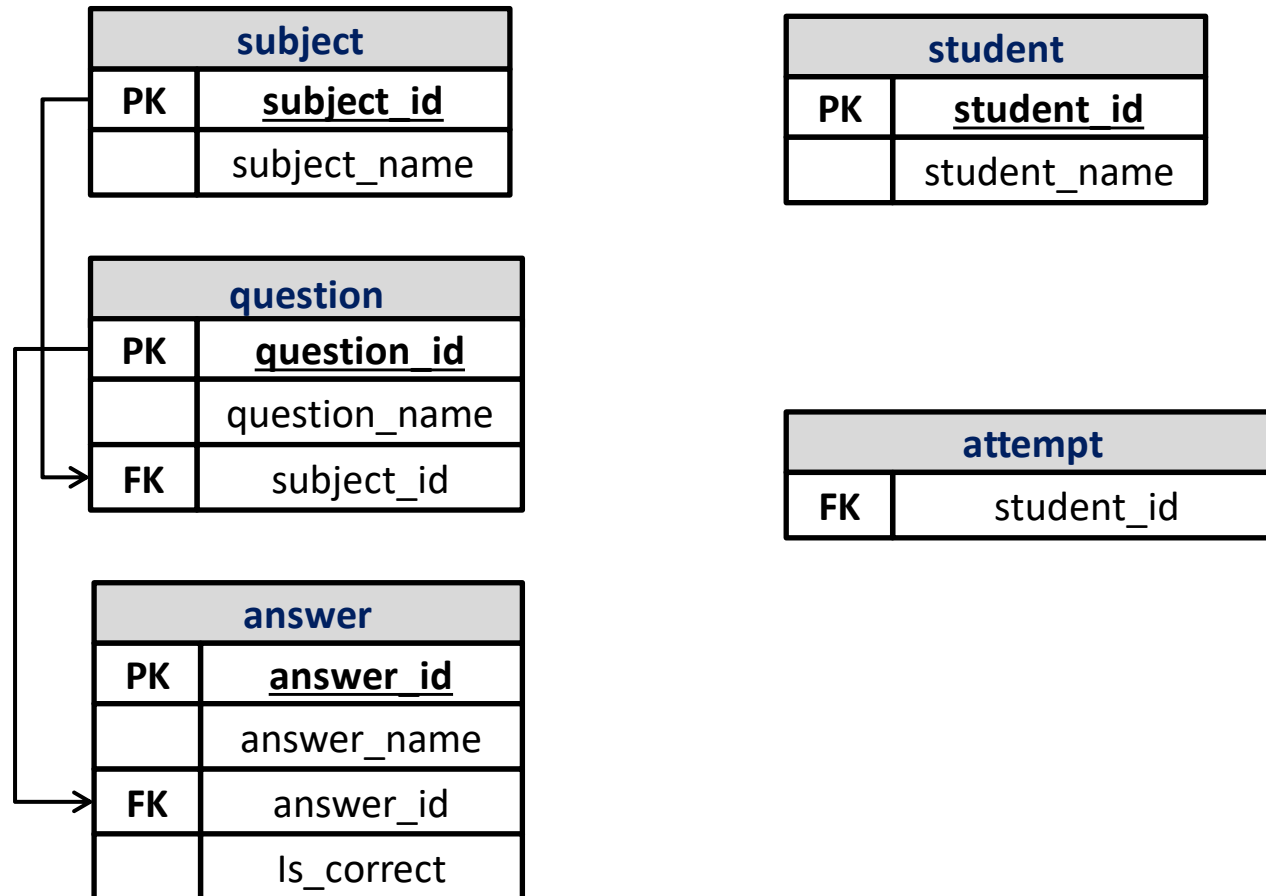 subject
PK subject_id
subject_name
question
PK question_id
question_name
FK subject_id
answer
PK answer_id
answer_name
FK answer_id
Is_correct
student
PK student_id
student_name
attempt
FK student_id